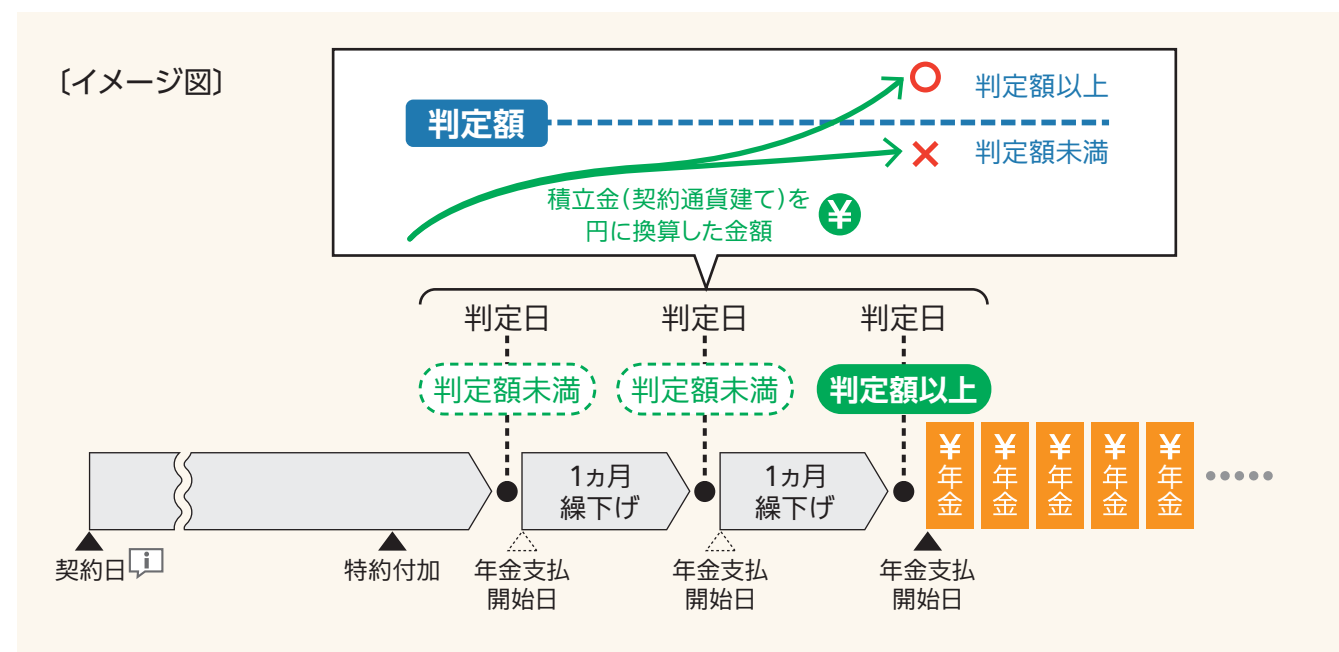 〔イメージ図〕
判定額
判定額以上
判定額未満
積立金(契約通貨建て)を
円に換算した金額
¥
判定日
判定日
判定日
判定額未満
判定額未満
判定額以上
1ヵ月
繰下げ
1ヵ月
繰下げ
¥年金
¥年金
¥年金
¥年金
¥年金
契約日
i
特約付加
年金支払
開始日
年金支払
開始日
年金支払
開始日